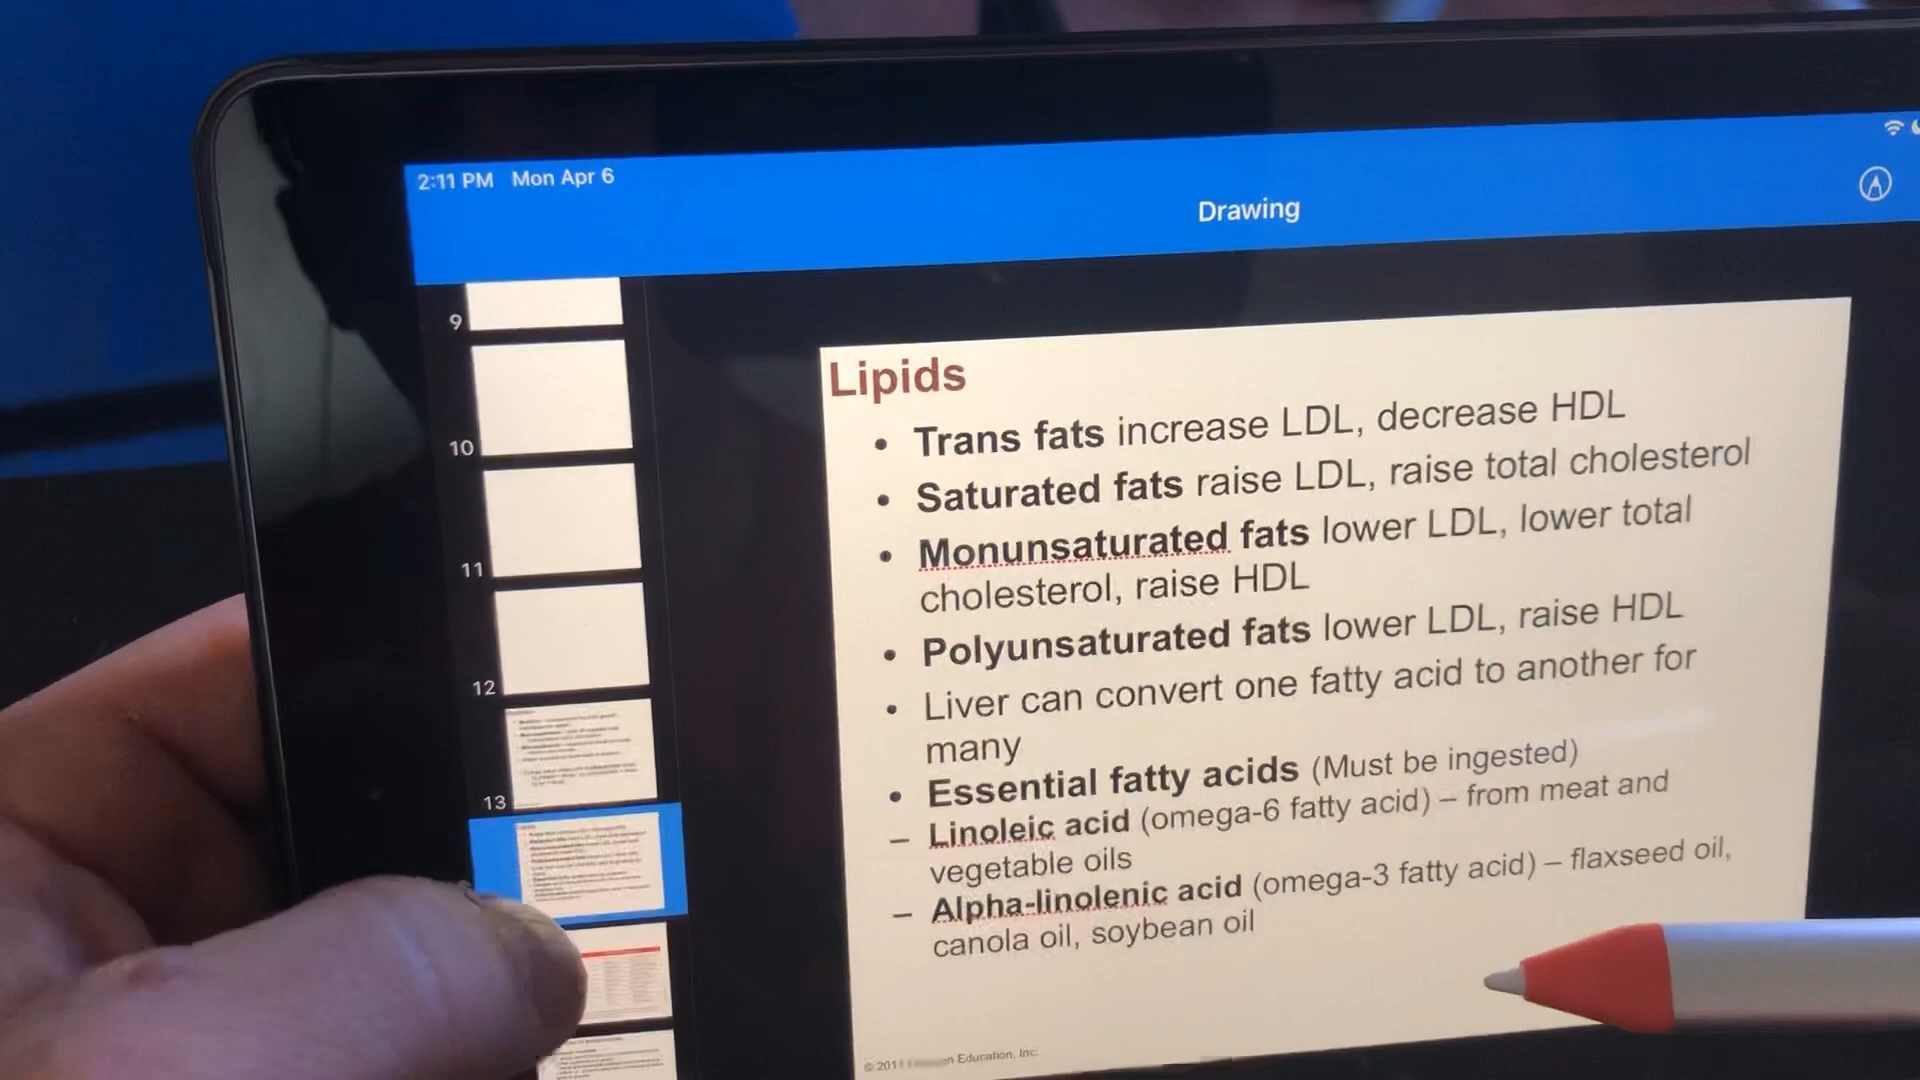 2:11 PM Mon Apr 6
Drawing
9
10
11
12
13
Lipids
• Trans fats increase LDL, decrease HDL
• Saturated fats raise LDL, raise total cholesterol
• Monunsaturated fats lower LDL, lower total
cholesterol, raise HDL
• Polyunsaturated fats lower LDL, raise HDL
• Liver can convert one fatty acid to another for
many
• Essential fatty acids (Must be ingested)
– Linoleic acid (omega-6 fatty acid) – from meat and
vegetable oils
– Alpha-linolenic acid (omega-3 fatty acid) – flaxseed oil,
canola oil, soybean oil
© Education, Inc.